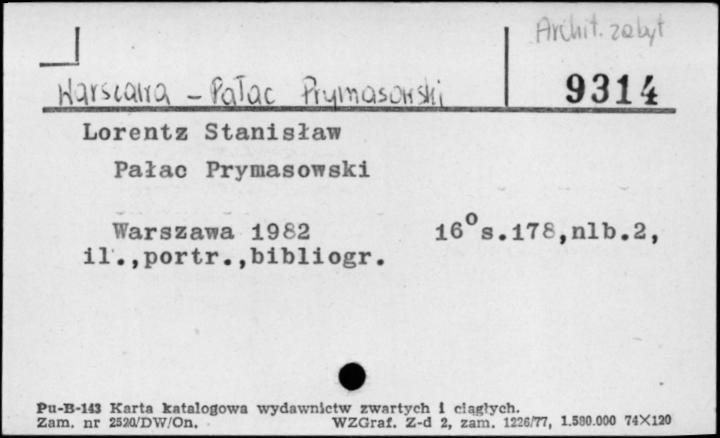 Archit. zabyt
Warszawa - Pałac Prymasowski 9314
Lorentz Stanisław
Pałac Prymasowski
Warszawa 1982 16° s.178,nlb.2,
il.,portr.,bibliogr.
Pu-B-143 Karta katalogowa wydawnictw zwartych i ciągłych.
Zam. nr 2520/DW/On. WZGraf. Z-d 2, zam. 1226/77, 1.580.000 74X120